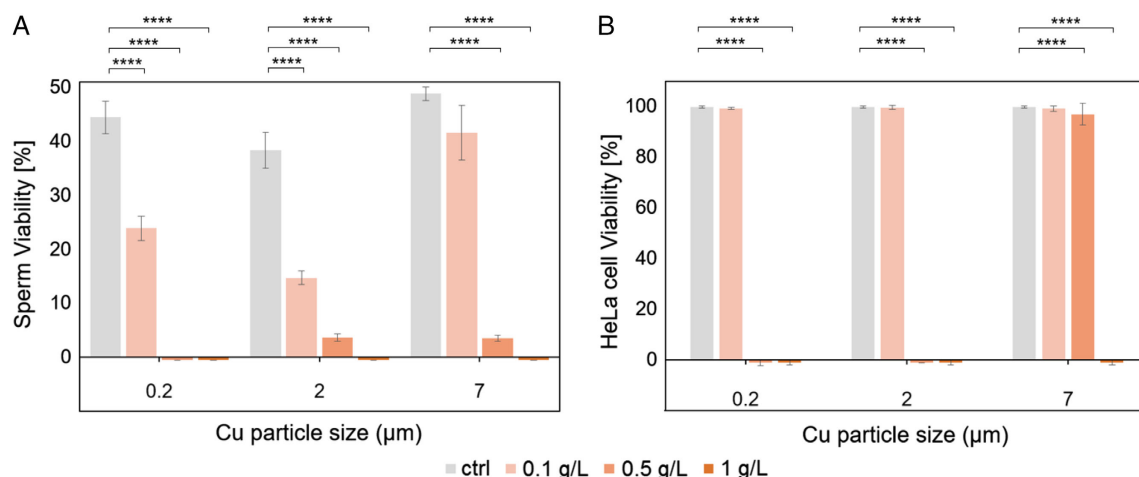 A
**** **** ****
**** **** ****
**** ****
Sperm Viability [%]
50
40
30
20
10
0
0.2 2 7
Cu particle size (µm)
B
**** **** ****
**** **** ****
HeLa cell Viability [%]
100
80
60
40
20
0
0.2 2 7
Cu particle size (µm)
ctrl 0.1 g/L 0.5 g/L 1 g/L